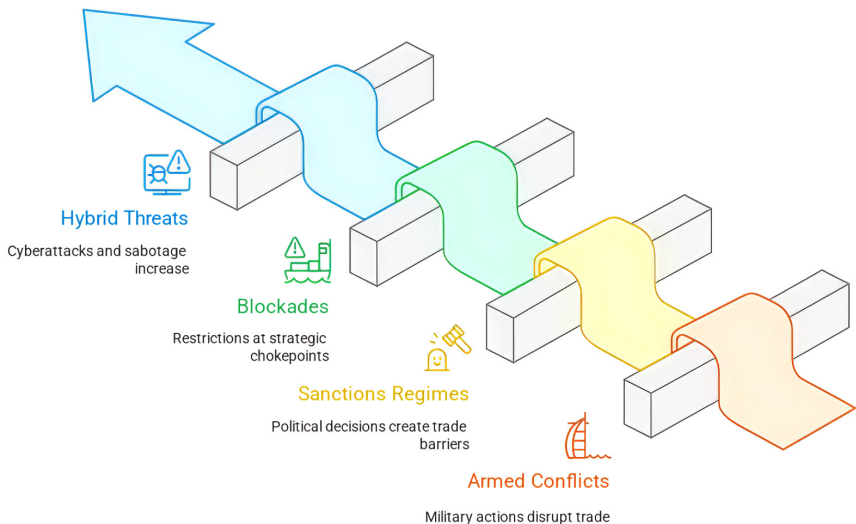 Hybrid Threats
Cyberattacks and sabotage
increase
Blockades
Restrictions at strategic
chokepoints
Sanctions Regimes
Political decisions create trade
barriers
Armed Conflicts
Military actions disrupt trade